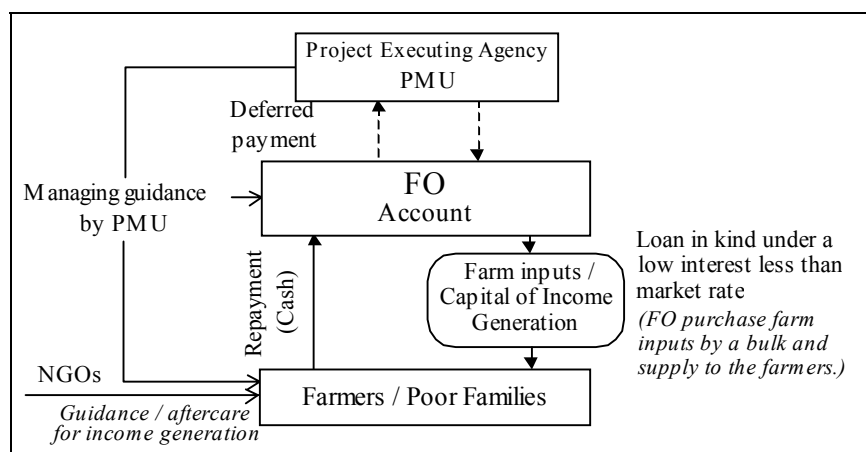 Project Executing Agency
PMU
Deferred
payment
FO
Account
Managing guidance
by PMU
Repayment
(Cash)
Farm inputs /
Capital of Income
Generation
Loan in kind under a
low interest less than
market rate
(FO purchase farm
inputs by a bulk and
supply to the farmers.)
NGOs
Farmers / Poor Families
Guidance / aftercare
for income generation